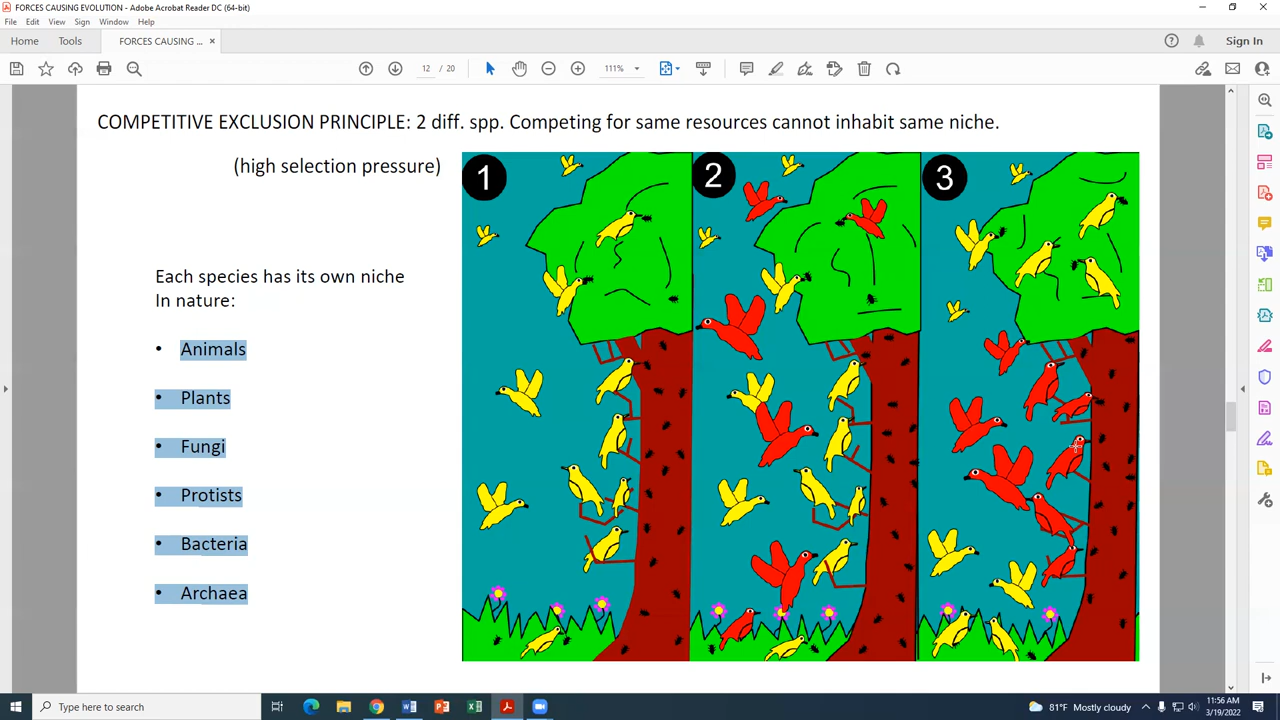 FORCES CAUSING EVOLUTION - Adobe Acrobat Reader DC (64-bit)
File Edit View Sign Window Help
Home Tools FORCES CAUSING ... × Sign In
12 / 20 111%
COMPETITIVE EXCLUSION PRINCIPLE: 2 diff. spp. Competing for same resources cannot inhabit same niche.
(high selection pressure)
1 2 3
Each species has its own niche
In nature:
• Animals
• Plants
• Fungi
• Protists
• Bacteria
• Archaea
Type here to search
81°F Mostly cloudy
11:56 AM
3/19/2022